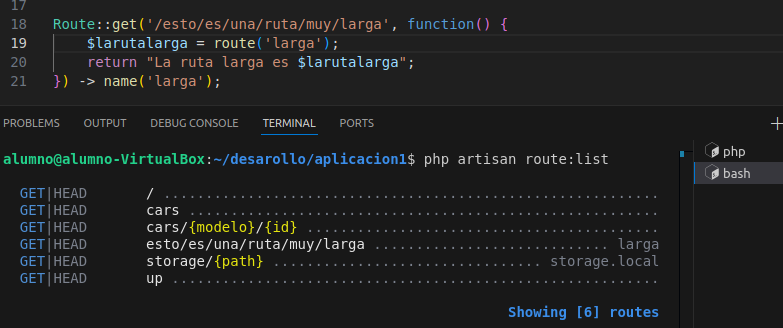 17
18 Route::get('/esto/es/una/ruta/muy/larga', function() {
19 $larutalarga = route('larga');
20 return "La ruta larga es $larutalarga";
21 }) -> name('larga');
PROBLEMS OUTPUT DEBUG CONSOLE TERMINAL PORTS
alumno@alumno-VirtualBox:~/desarollo/aplicacion1$ php artisan route:list
php
bash
GET|HEAD / ...........................................................
GET|HEAD cars ........................................................
GET|HEAD cars/{modelo}/{id} ..........................................
GET|HEAD esto/es/una/ruta/muy/larga ............................ larga
GET|HEAD storage/{path} ................................ storage.local
GET|HEAD up ..........................................................
Showing [6] routes